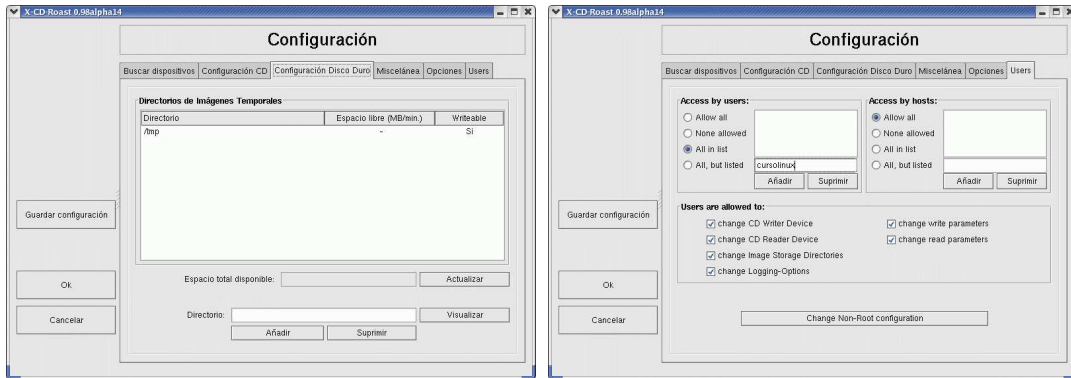 X-CD-Roast 0.98alpha14
Configuración
Buscar dispositivos Configuración CD Configuración Disco Duro Miscelánea Opciones Users
Directorios de Imágenes Temporales
Directorio Espacio libre (MB/min.) Writeable
/tmp - Sí
Guardar configuración
Espacio total disponible: Actualizar
Ok
Directorio: Visualizar
Cancelar
Añadir Suprimir
X-CD-Roast 0.98alpha14
Configuración
Buscar dispositivos Configuración CD Configuración Disco Duro Miscelánea Opciones Users
Access by users: Access by hosts:
Allow all Allow all
None allowed None allowed
All in list All in list
All, but listed cursolinux All, but listed
Añadir Suprimir Añadir Suprimir
Guardar configuración
Users are allowed to:
change CD Writer Device change write parameters
change CD Reader Device change read parameters
change Image Storage Directories
change Logging-Options
Ok
Cancelar
Change Non-Root configuration